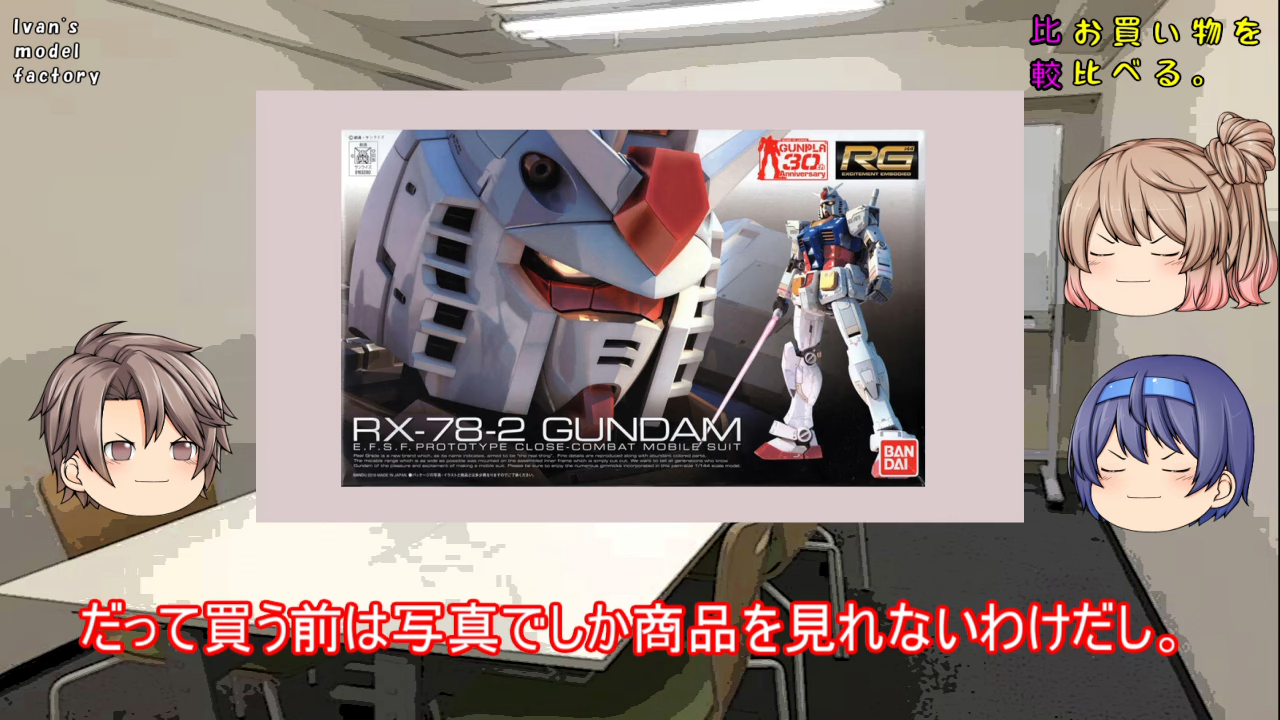 Ivan's
model
factory
比 お買い物を
較 比べる。
GUNPLA
30th
Anniversary
RG
EXCITEMENT EMBODIED
RX-78-2 GUNDAM
E.F.S.F. PROTOTYPE CLOSE-COMBAT MOBILE SUIT
BAN
DAI
だって買う前は写真でしか商品を見れないわけだし。